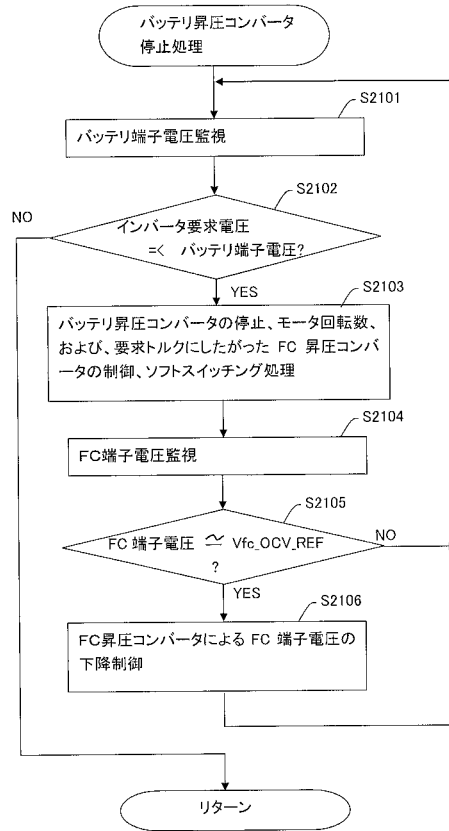 バッテリ昇圧コンバータ
停止処理
S2101
バッテリ端子電圧監視
S2102
NO
インバータ要求電圧
=< バッテリ端子電圧?
YES
S2103
バッテリ昇圧コンバータの停止、モータ回転数、
および、要求トルクにしたがった FC 昇圧コンバ
ータの制御、ソフトスイッチング処理
S2104
FC端子電圧監視
S2105
FC 端子電圧 ≃ Vfc_OCV_REF
?
NO
YES
S2106
FC昇圧コンバータによる FC 端子電圧の
下降制御
リターン